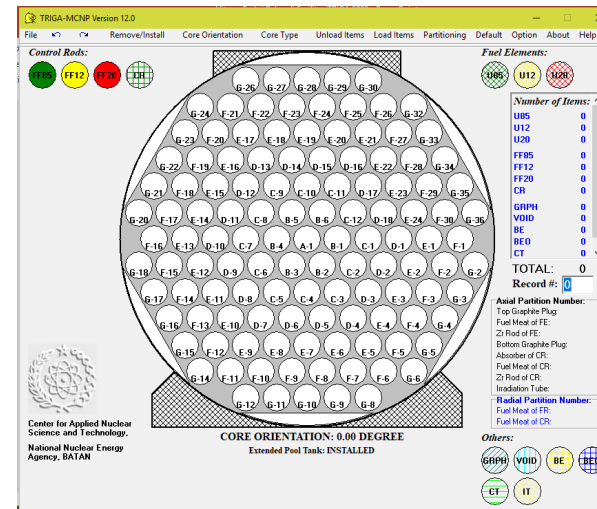 TRIGA-MCNP Version 12.0
File Remove/Install Core Orientation Core Type Unload Items Load Items Partitioning Default Option About Help
Control Rods:
FF85 FF12 FF20 CR
Fuel Elements:
U85 U12 U20
G-26 G-27 G-28 G-29 G-30
G-24 F-21 F-22 F-23 F-24 F-25 F-26 G-32
G-23 F-20 E-17 E-18 E-19 E-20 E-21 F-27 G-33
G-22 F-19 E-16 D-13 D-14 D-15 D-16 E-22 F-28 G-34
G-21 F-18 E-15 D-12 C-9 C-10 C-11 D-17 E-23 F-29 G-35
G-20 F-17 E-14 D-11 C-8 B-5 B-6 C-12 D-18 E-24 F-30 G-36
F-16 E-13 D-10 C-7 B-4 A-1 B-1 C-1 D-1 E-1 F-1
G-18 F-15 E-12 D-9 C-6 B-3 B-2 C-2 D-2 E-2 F-2 G-2
G-17 F-14 E-11 D-8 C-5 C-4 C-3 D-3 E-3 F-3 G-3
G-16 F-13 E-10 D-7 D-6 D-5 D-4 E-4 F-4 G-4
G-15 F-12 E-9 E-8 E-7 E-6 E-5 F-5 G-5
G-14 F-11 F-10 F-9 F-8 F-7 F-6 G-6
G-12 G-11 G-10 G-9 G-8
CORE ORIENTATION: 0.00 DEGREE
Extended Pool Tank: INSTALLED
Center for Applied Nuclear
Science and Technology,
National Nuclear Energy
Agency, BATAN
Number of Items:
U85 0
U12 0
U20 0
FF85 0
FF12 0
FF20 0
CR 0
GRPH 0
VOID 0
BE 0
BEO 0
CT 0
TOTAL: 0
Record #: 0
Axial Partition Number:
Top Graphite Plug:
Fuel Meat of FE:
Zr Rod of FE:
Bottom Graphite Plug:
Absorber of CR:
Fuel Meat of CR:
Zr Rod of CR:
Irradiation Tube:
Radial Partition Number:
Fuel Meat of FR:
Fuel Meat of CR:
Others:
GRPH VOID BE BEO
CT IT